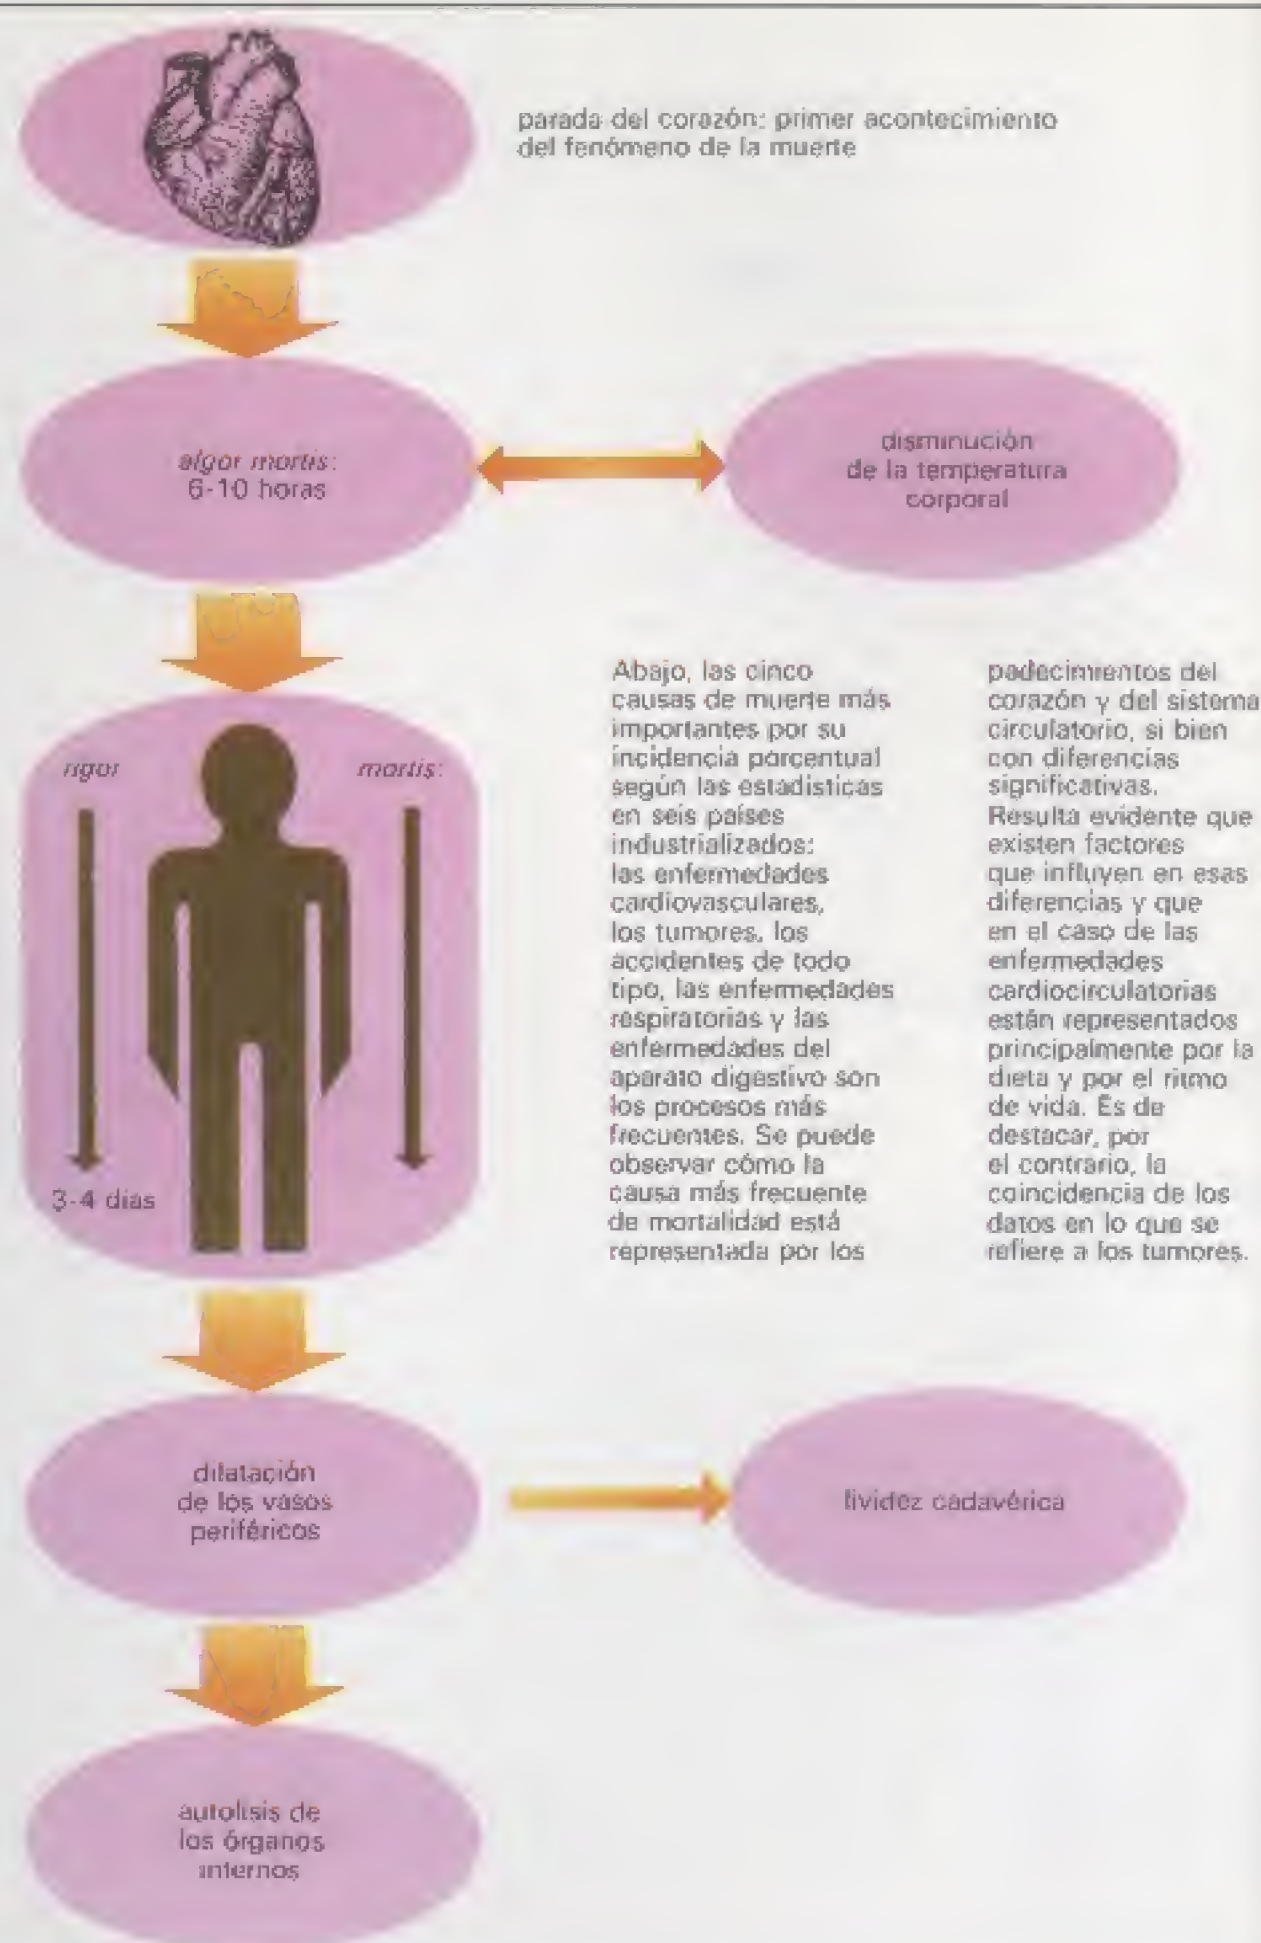 parada del corazón: primer acontecimiento
del fenómeno de la muerte
algor mortis:
6-10 horas
disminución
de la temperatura
corporal
rigor mortis:
3-4 días
Abajo, las cinco
causas de muerte más
importantes por su
incidencia porcentual
según las estadísticas
en seis países
industrializados:
las enfermedades
cardiovasculares,
los tumores, los
accidentes de todo
tipo, las enfermedades
respiratorias y las
enfermedades del
aparato digestivo son
los procesos más
frecuentes. Se puede
observar cómo la
causa más frecuente
de mortalidad está
representada por los
padecimientos del
corazón y del sistema
circulatorio, si bien
con diferencias
significativas.
Resulta evidente que
existen factores
que influyen en esas
diferencias y que
en el caso de las
enfermedades
cardiocirculatorias
están representados
principalmente por la
dieta y por el ritmo
de vida. Es de
destacar, por
el contrario, la
coincidencia de los
datos en lo que se
refiere a los tumores.
dilatación
de los vasos
periféricos
lividez cadavérica
autolisis de
los órganos
internos